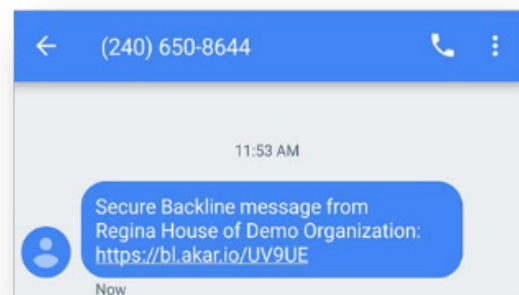 (240) 650-8644
11:53 AM
Secure Backline message from
Regina House of Demo Organization:
https://bl.akar.io/UV9UE
Now